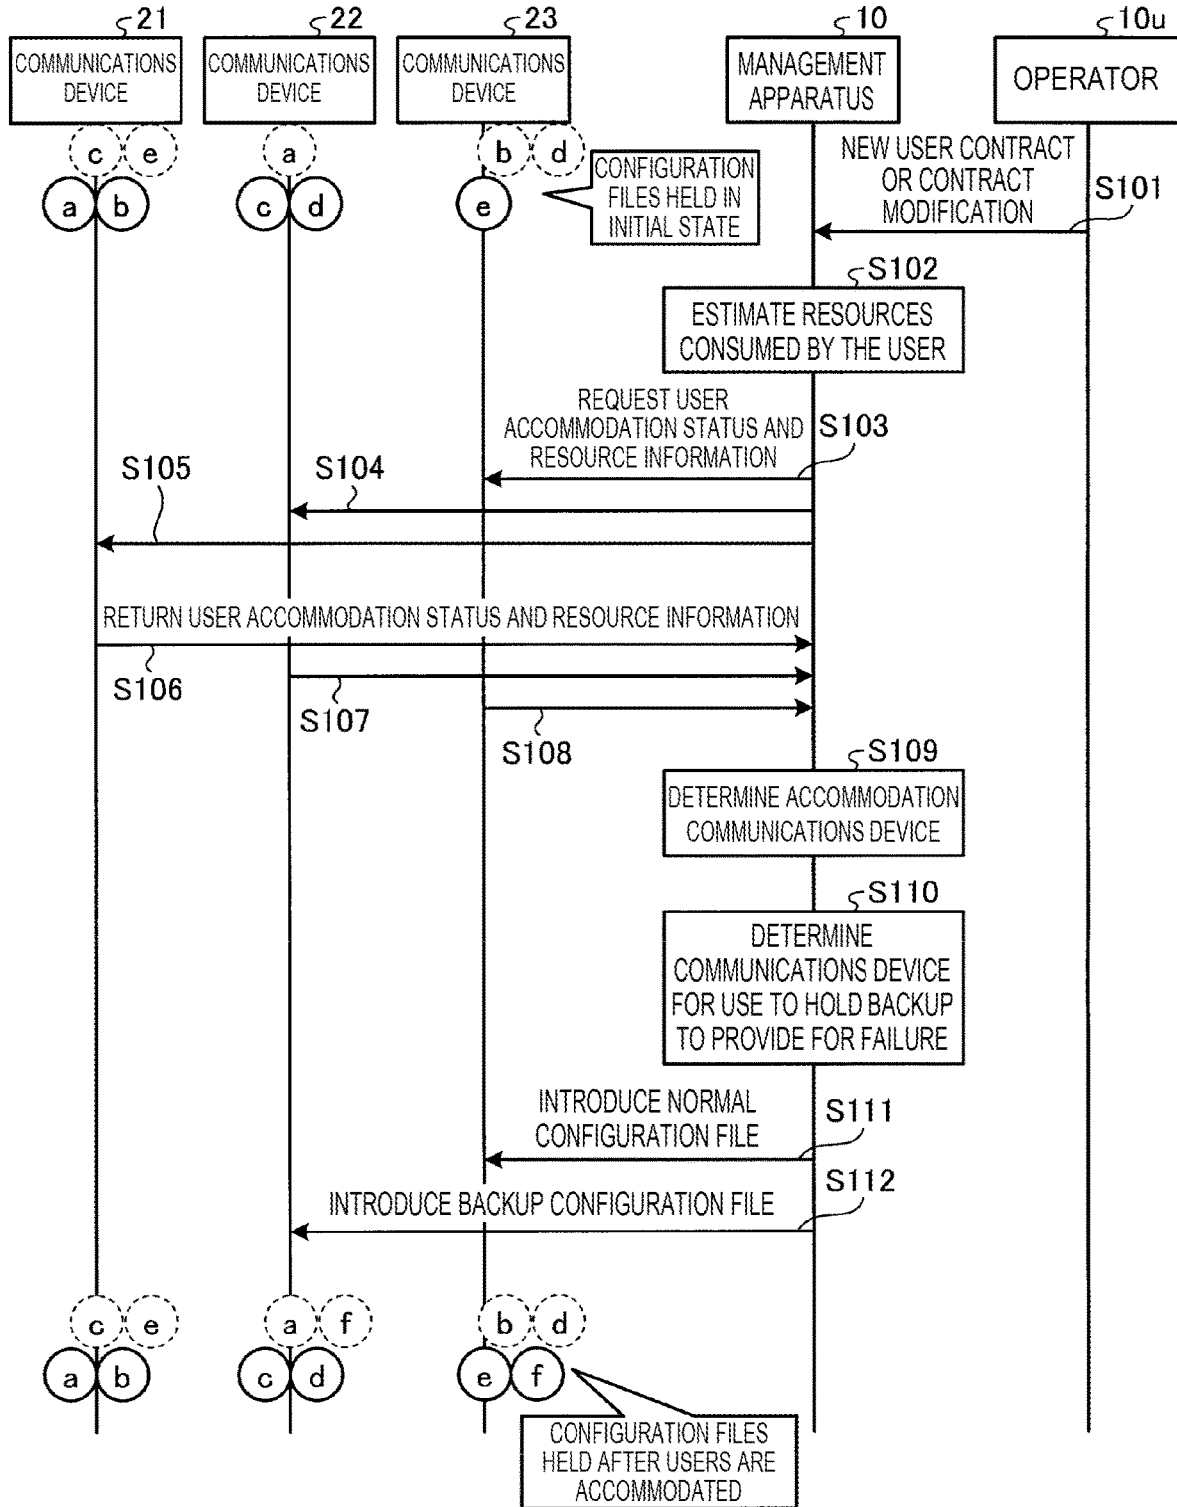 21
22
23
10
10u
COMMUNICATIONS
DEVICE
COMMUNICATIONS
DEVICE
COMMUNICATIONS
DEVICE
MANAGEMENT
APPARATUS
OPERATOR
c e
a
b d
a b
c d
e
CONFIGURATION
FILES HELD IN
INITIAL STATE
NEW USER CONTRACT
OR CONTRACT
MODIFICATION
S101
S102
ESTIMATE RESOURCES
CONSUMED BY THE USER
REQUEST USER
ACCOMMODATION STATUS AND
RESOURCE INFORMATION
S103
S104
S105
RETURN USER ACCOMMODATION STATUS AND RESOURCE INFORMATION
S106
S107
S108
S109
DETERMINE ACCOMMODATION
COMMUNICATIONS DEVICE
S110
DETERMINE
COMMUNICATIONS DEVICE
FOR USE TO HOLD BACKUP
TO PROVIDE FOR FAILURE
INTRODUCE NORMAL
CONFIGURATION FILE
S111
INTRODUCE BACKUP CONFIGURATION FILE
S112
c e
a f
b d
a b
c d
e f
CONFIGURATION FILES
HELD AFTER USERS ARE
ACCOMMODATED